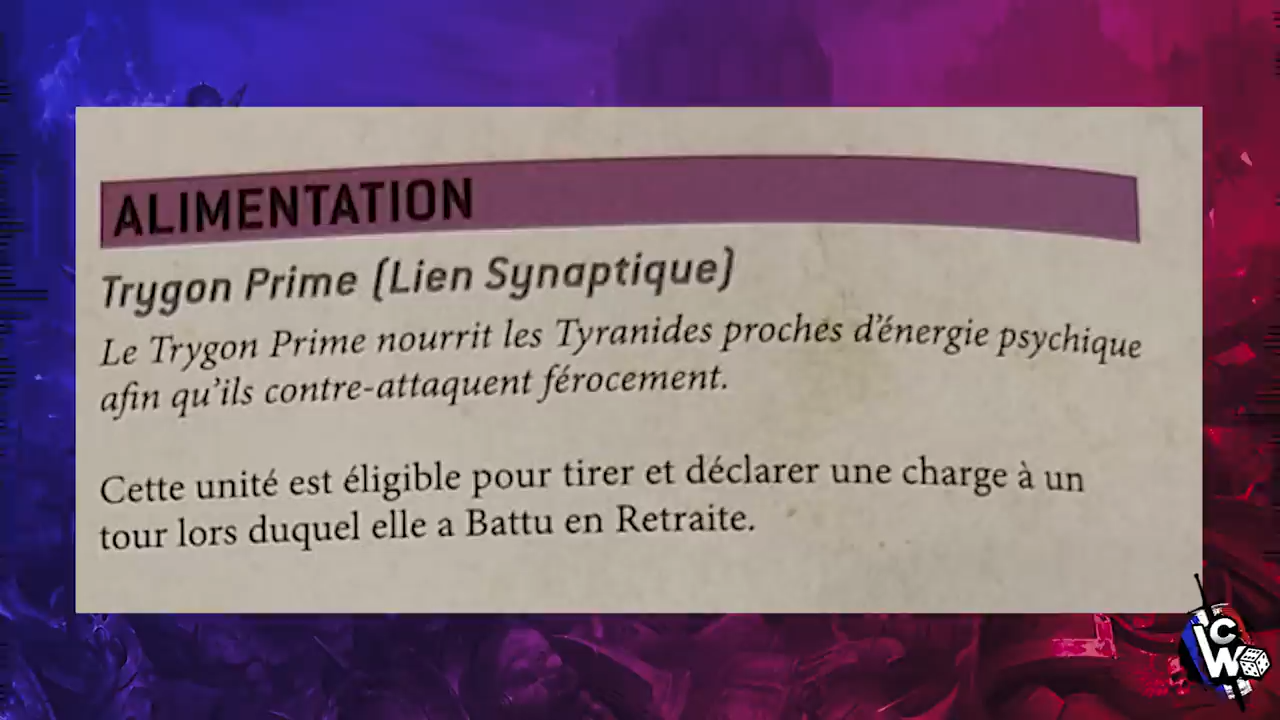 ALIMENTATION
Trygon Prime (Lien Synaptique)
Le Trygon Prime nourrit les Tyranides proches d'énergie psychique
afin qu'ils contre-attaquent férocement.
Cette unité est éligible pour tirer et déclarer une charge à un
tour lors duquel elle a Battu en Retraite.
ICW